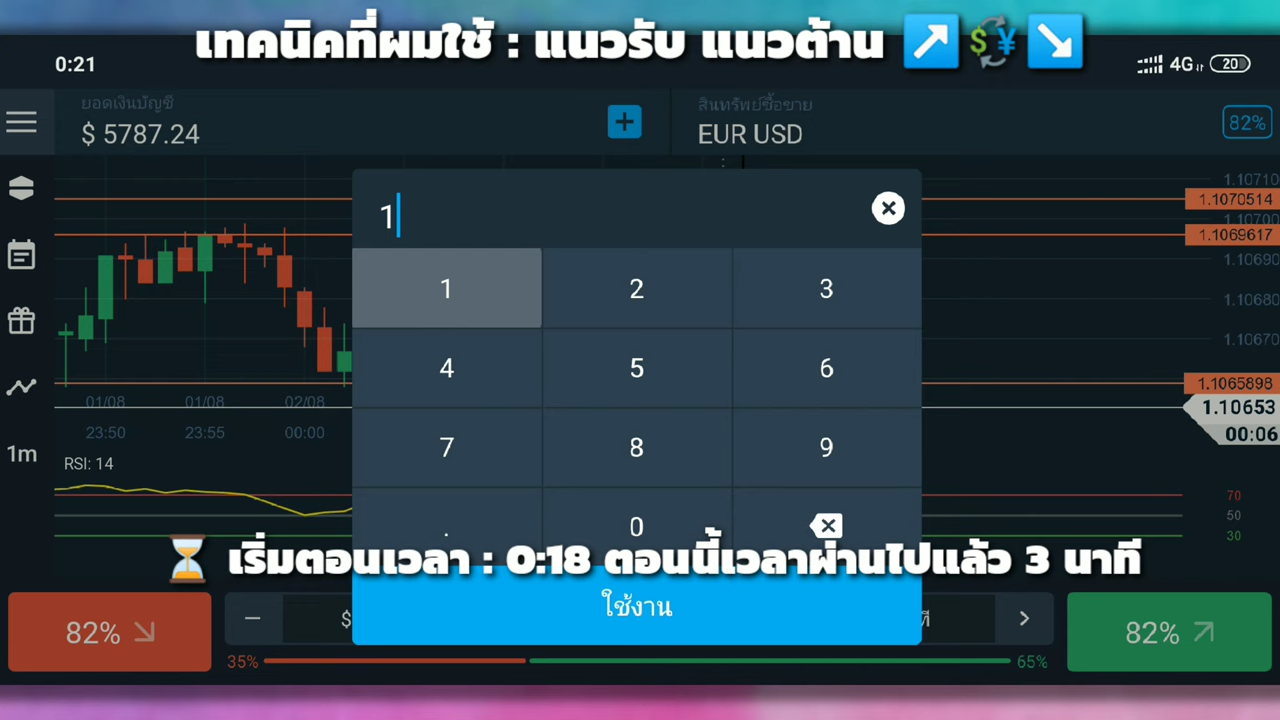 เทคนิคที่ผมใช้ : แนวรับ แนวต้าน
0:21
4G
20
ยอดเงินบัญชี
$ 5787.24
สินทรัพย์ซื้อขาย
EUR USD
82%
1
1 2 3
4 5 6
7 8 9
. 0
1.10710
1.1070514
1.10700
1.1069617
1.10690
1.10680
1.10670
1.1065898
1.10653
00:06
01/08 01/08 02/08
23:50 23:55 00:00
1m
RSI: 14
70
50
30
เริ่มตอนเวลา : 0:18 ตอนนี้เวลาผ่านไปแล้ว 3 นาที
ใช้งาน
82%
$
82%
35%
65%